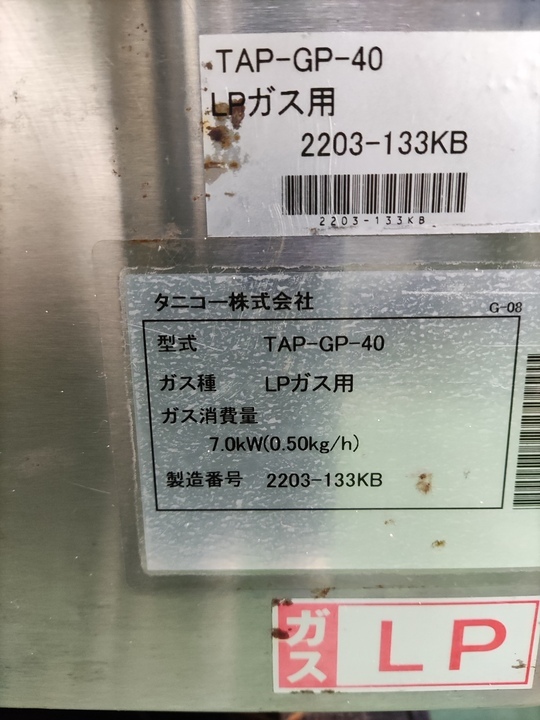 TAP-GP-40
LPガス用
2203-133KB
2203-133KB
タニコー株式会社
G-08
型式 TAP-GP-40
ガス種 LPガス用
ガス消費量
7.0kW(0.50kg/h)
製造番号 2203-133KB
ガス LP